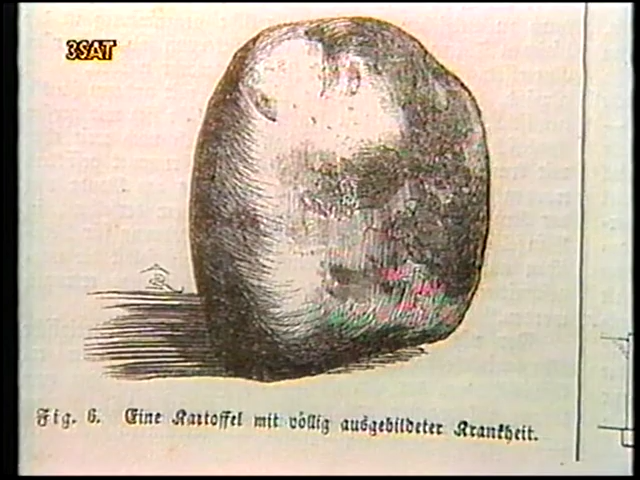 3SAT
Fig. 6. Eine Kartoffel mit völlig ausgebildeter Krankheit.